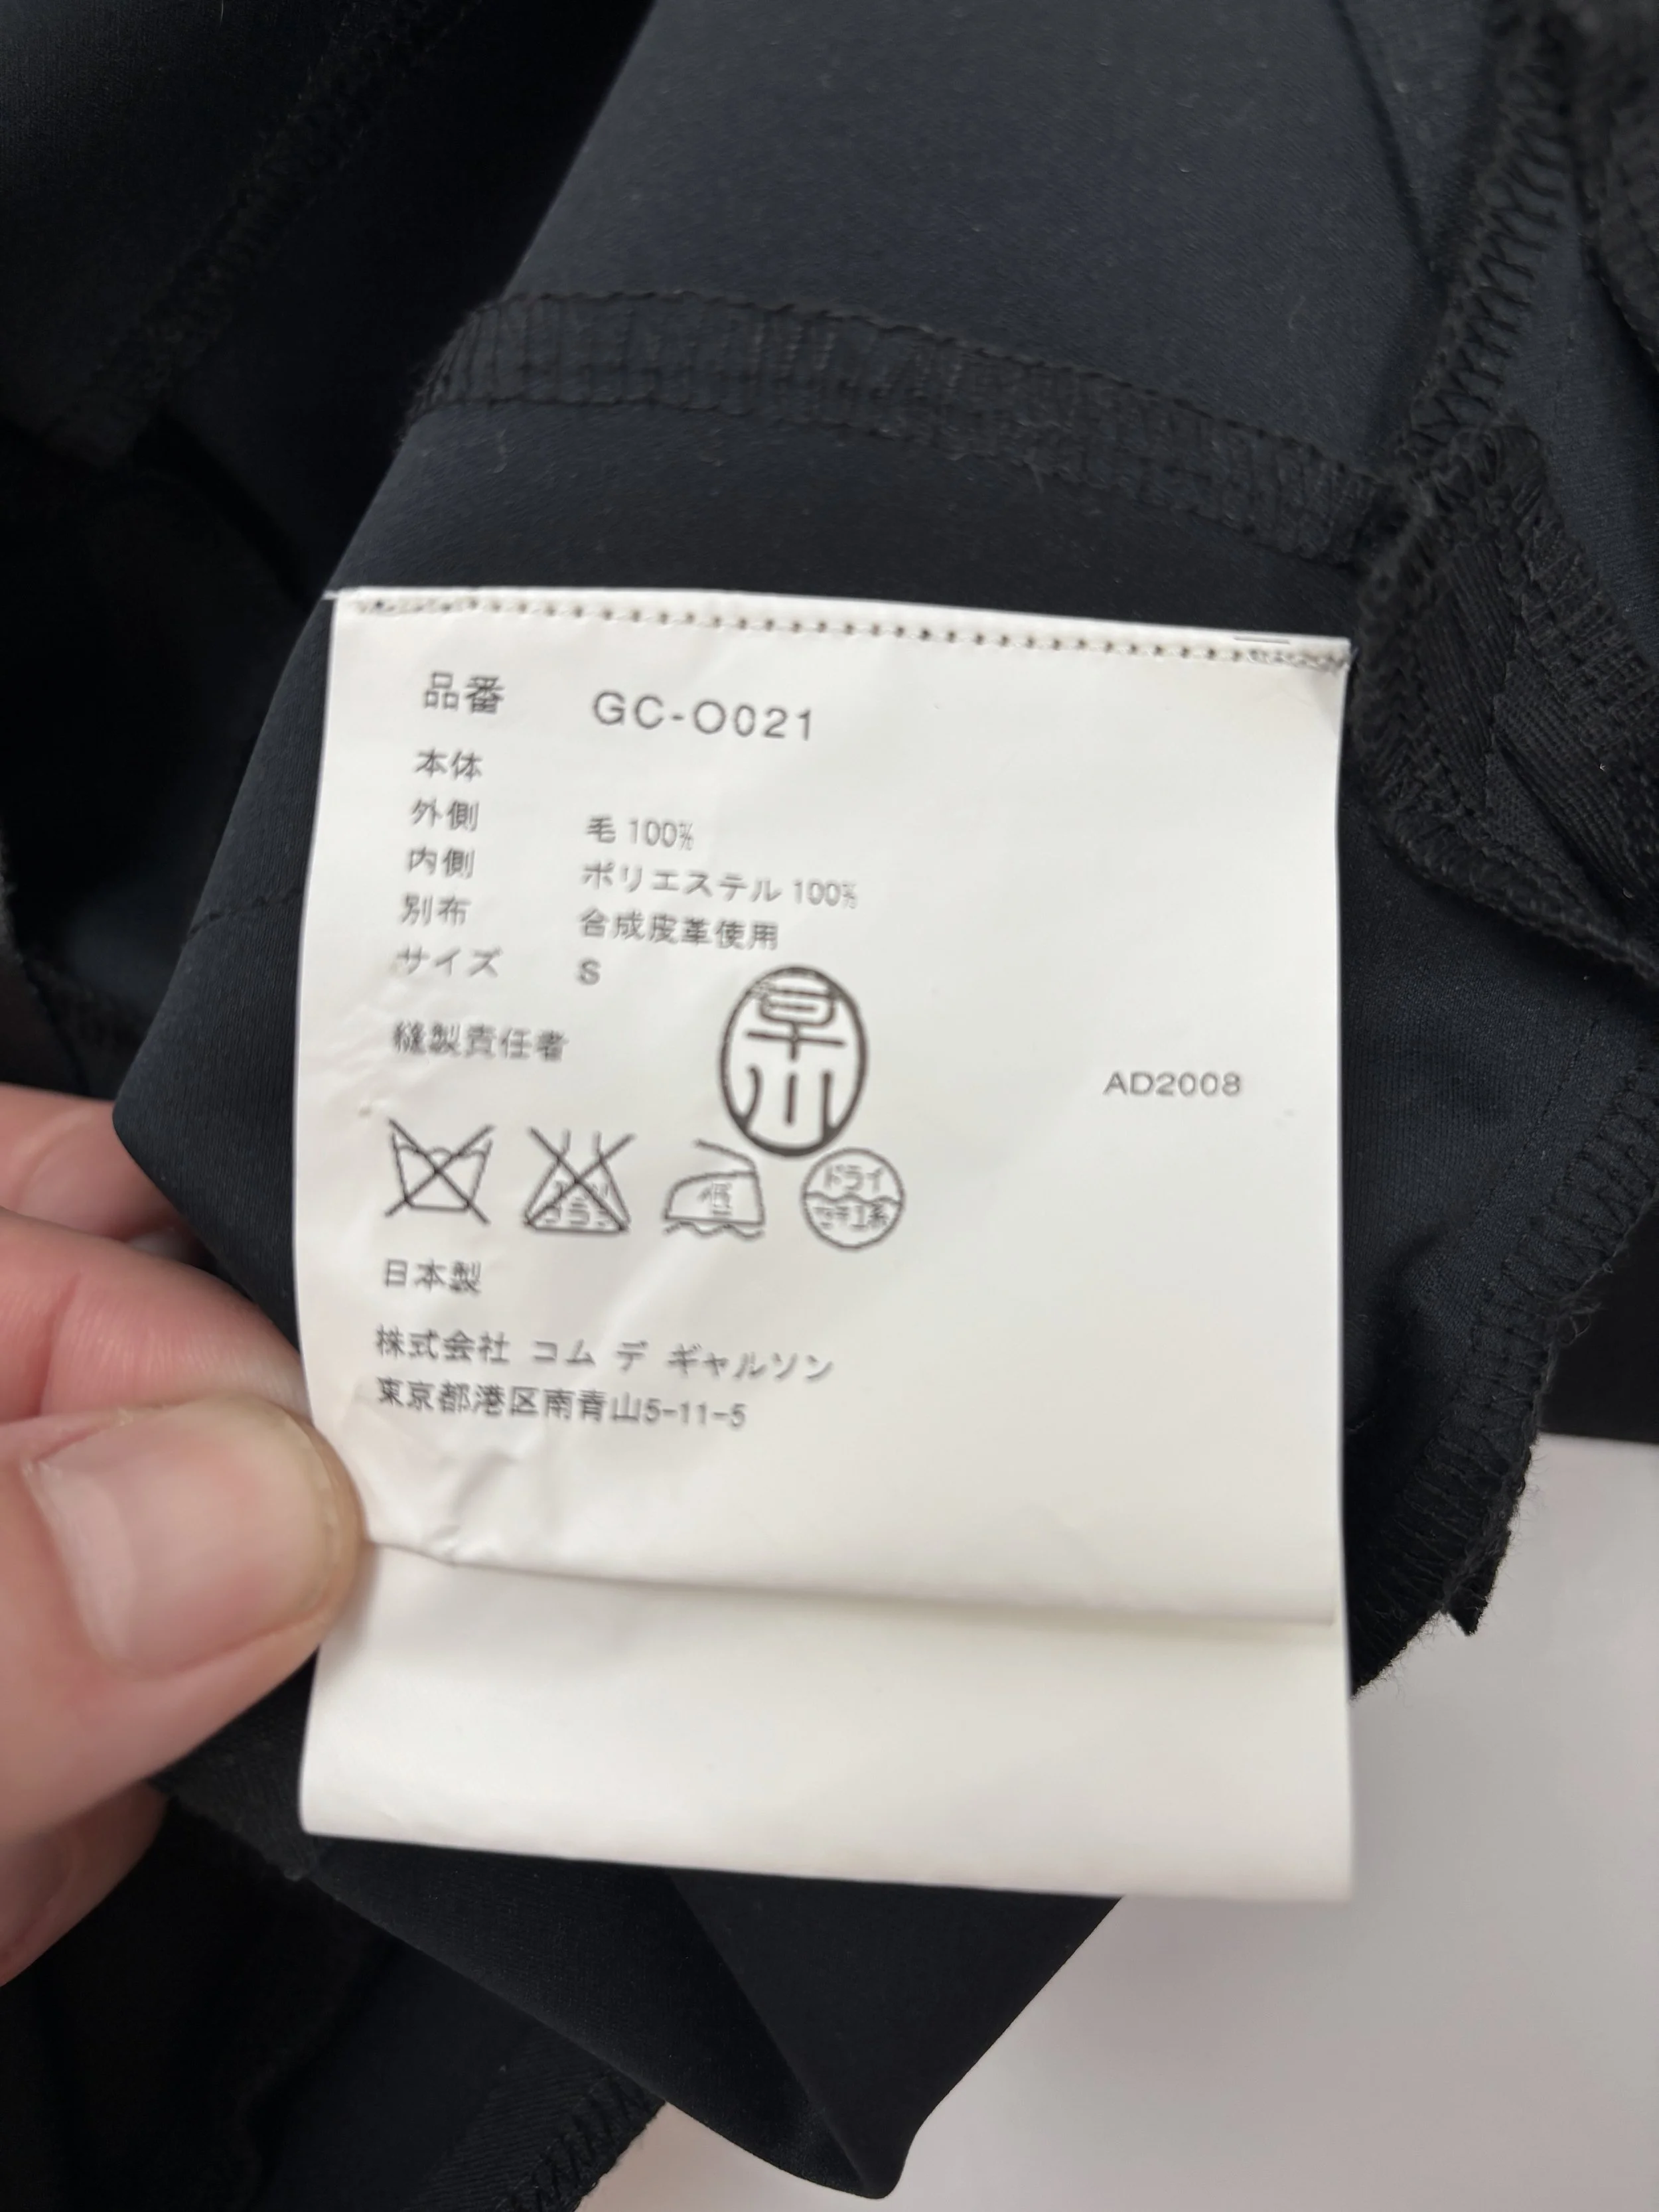 品番 GC-O021
本体
外側 毛 100%
内側 ポリエステル 100%
別布 合成皮革使用
サイズ S
縫製責任者 早川
AD2008
低 ドライ
日本製
株式会社 コム デ ギャルソン
東京都港区南青山5-11-5